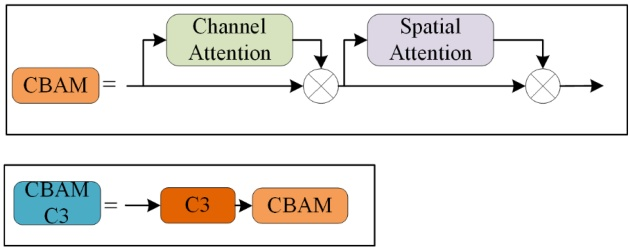 Channel
Attention
Spatial
Attention
CBAM =
CBAM
C3 =
C3
CBAM